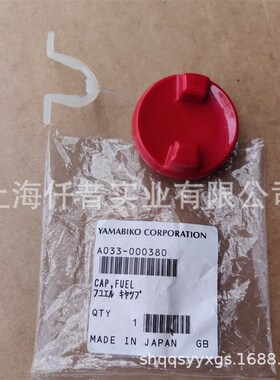 上海仟普实业有限公司
YAMABIKO CORPORATION
A033-000380
CAP,FUEL
フユエル キヤツプ
QTY
1
MADE IN JAPAN GB
shqqsyyxgs.1688.